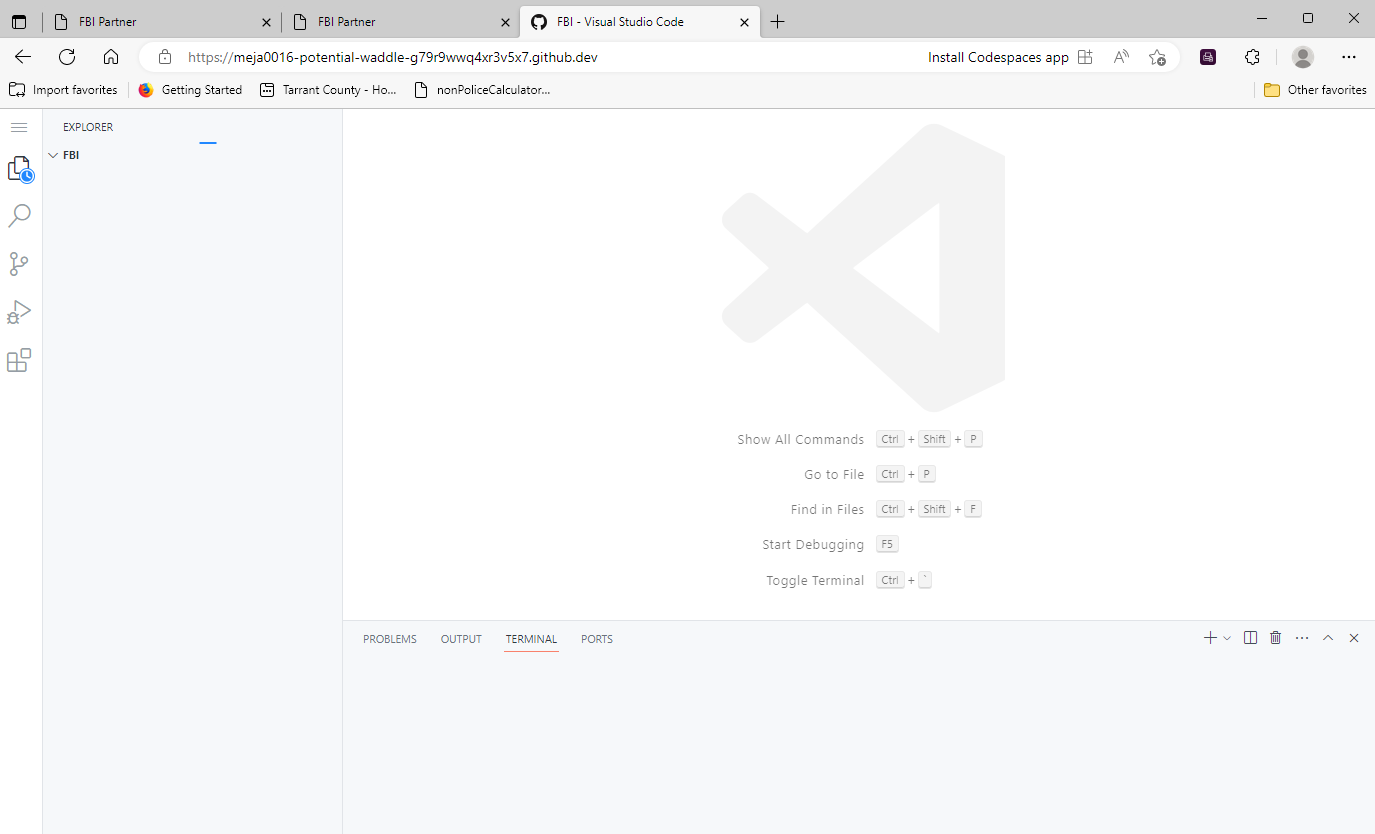 FBI Partner
FBI Partner
FBI - Visual Studio Code
https://meja0016-potential-waddle-g79r9wwq4xr3v5x7.github.dev
Install Codespaces app
Import favorites
Getting Started
Tarrant County - Ho...
nonPoliceCalculator...
Other favorites
EXPLORER
FBI
Show All Commands Ctrl + Shift + P
Go to File Ctrl + P
Find in Files Ctrl + Shift + F
Start Debugging F5
Toggle Terminal Ctrl + `
PROBLEMS OUTPUT TERMINAL PORTS